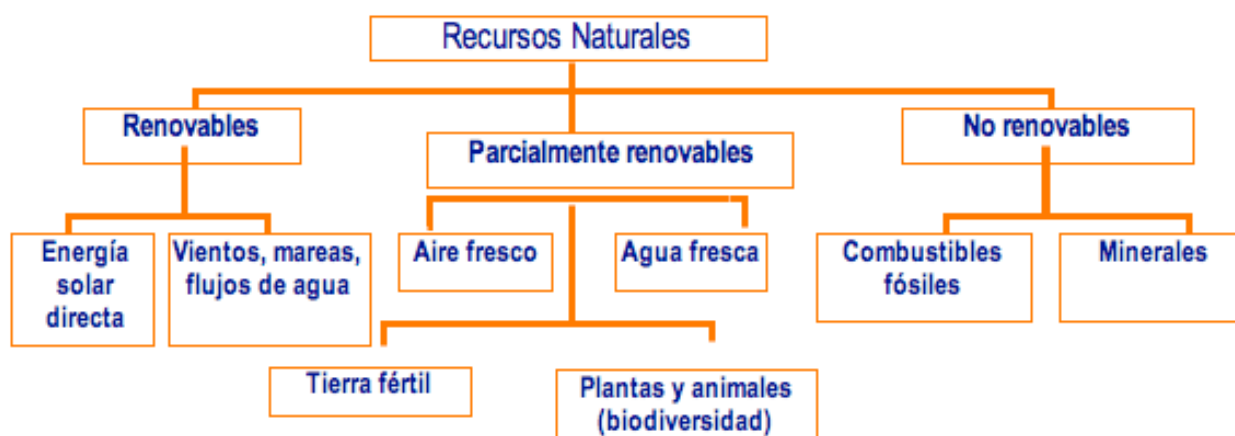 Recursos Naturales
Renovables
Parcialmente renovables
No renovables
Energía
solar
directa
Vientos, mareas,
flujos de agua
Aire fresco
Agua fresca
Combustibles
fósiles
Minerales
Tierra fértil
Plantas y animales
(biodiversidad)